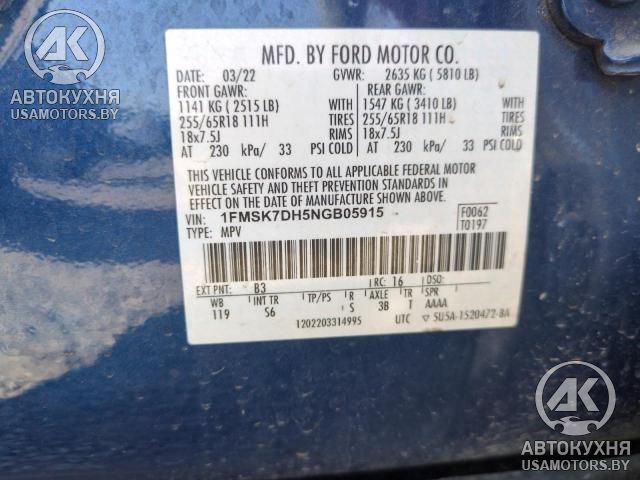 АВТОКУХНЯ
USAMOTORS.BY
MFD. BY FORD MOTOR CO.
DATE: 03/22 GVWR: 2635 KG ( 5810 LB)
FRONT GAWR: REAR GAWR:
1141 KG ( 2515 LB) WITH 1547 KG ( 3410 LB) WITH
255/65R18 111H TIRES 255/65R18 111H TIRES
18x7.5J RIMS 18x7.5J RIMS
AT 230 kPa/ 33 PSI COLD AT 230 kPa/ 33 PSI COLD
THIS VEHICLE CONFORMS TO ALL APPLICABLE FEDERAL MOTOR
VEHICLE SAFETY AND THEFT PREVENTION STANDARDS IN
EFFECT ON THE DATE OF MANUFACTURE SHOWN ABOVE.
VIN: 1FMSK7DH5NGB05915 F0062
TYPE: MPV T0197
EXT PNT: B3 RC: 16 DSO:
WB INT TR TP/PS R AXLE TR SPR
119 S6 S 3B T AAAA
1202203314995 UTC ▽ 5U5A-1520472-BA
АК
АВТОКУХНЯ
USAMOTORS.BY